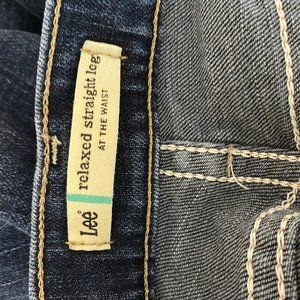 Lee®
relaxed straight leg
AT THE WAIST